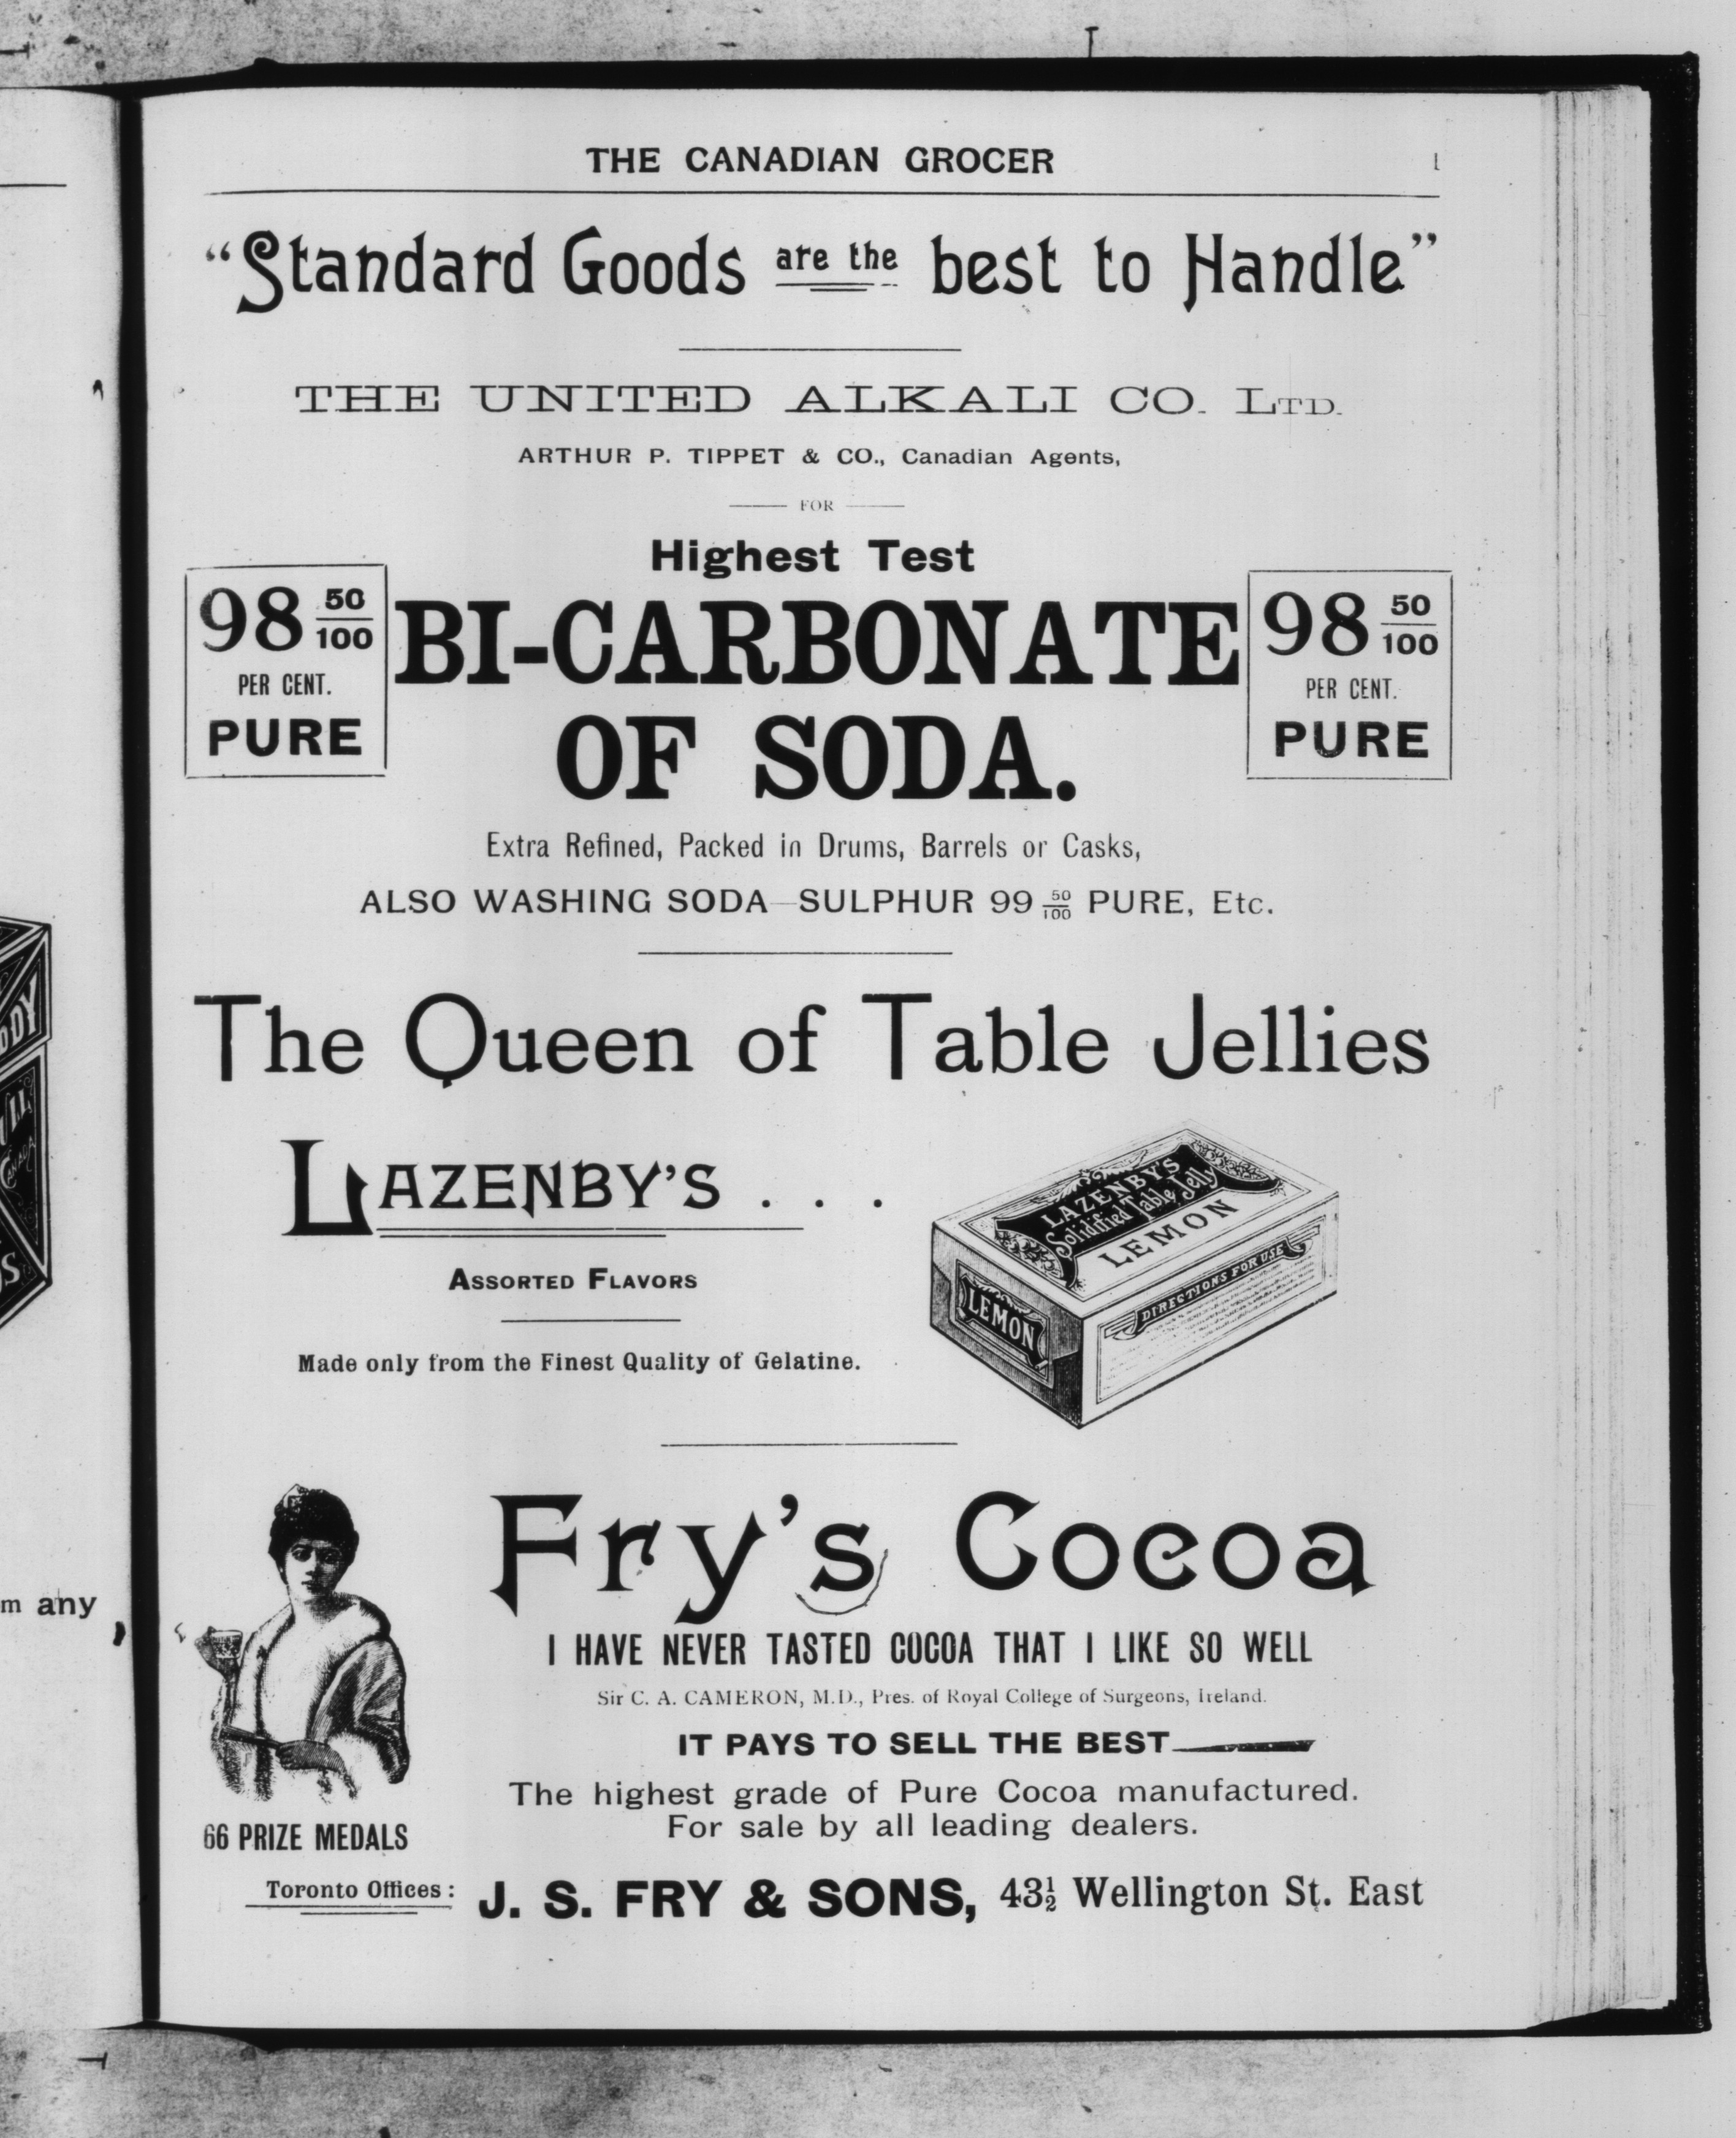 THE CANADIAN GROCER 1
"Standard Goods are the best to Handle"
THE UNITED ALKALI CO. LTD.
ARTHUR P. TIPPET & CO., Canadian Agents,
FOR
Highest Test
98 50/100 PER CENT. PURE
BI-CARBONATE
OF SODA.
98 50/100 PER CENT. PURE
Extra Refined, Packed in Drums, Barrels or Casks,
ALSO WASHING SODA—SULPHUR 99 50/100 PURE, Etc.
The Queen of Table Jellies
LAZENBY'S . . .
ASSORTED FLAVORS
Made only from the Finest Quality of Gelatine.
LAZENBY'S
Solidified Table Jelly
LEMON
DIRECTIONS FOR USE
LEMON
Fry's Cocoa
I HAVE NEVER TASTED COCOA THAT I LIKE SO WELL
Sir C. A. CAMERON, M.D., Pres. of Royal College of Surgeons, Ireland.
IT PAYS TO SELL THE BEST
The highest grade of Pure Cocoa manufactured.
For sale by all leading dealers.
66 PRIZE MEDALS
Toronto Offices: J. S. FRY & SONS, 43½ Wellington St. East
any
CANADA